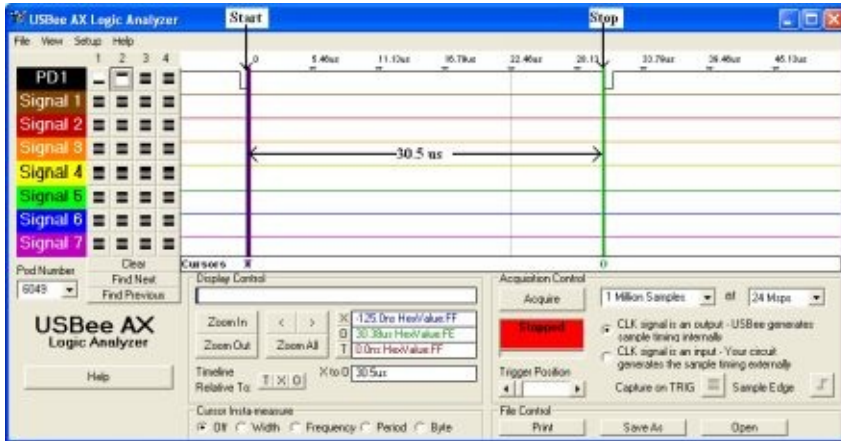 USBee AX Logic Analyzer
Start
Stop
File View Setup Help
1 2 3 4
0 5.46us 11.13us 16.79us 22.46us 28.13 33.79us 39.46us 45.13us
PD1
Signal 1
Signal 2
Signal 3
Signal 4
Signal 5
Signal 6
Signal 7
30.5 us
Cursors X O
Pod Number
6049
Clear
Find Next
Find Previous
USBee AX
Logic Analyzer
Help
Display Control
Zoom In < >
Zoom Out Zoom All
X -125.0ns HexValue:FF
O 30.38us HexValue:FE
T 0.0ns HexValue:FF
Timeline
Relative To: T X O
X to O 30.5us
Cursor Insta-measure
Off Width Frequency Period Byte
Acquisition Control
Acquire 1 Million Samples at 24 Msps
Stopped
CLK signal is an output - USBee generates
sample timing internally
CLK signal is an input - Your circuit
generates the sample timing externally
Trigger Position
Capture on TRIG Sample Edge
File Control
Print Save As Open